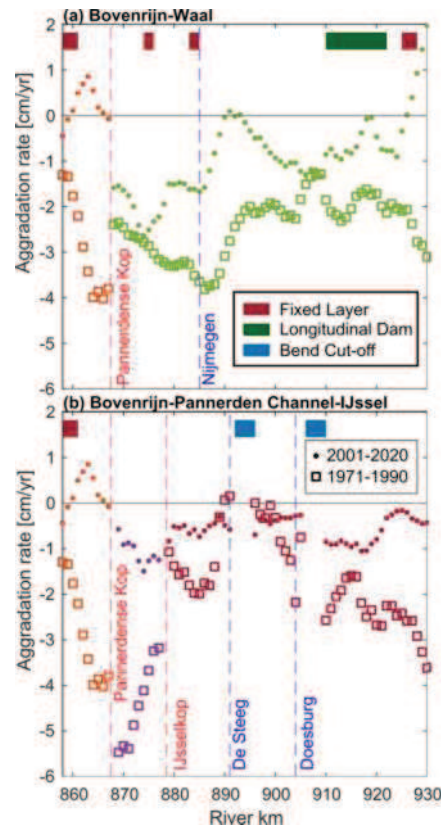 (a) Bovenrijn-Waal
2
1
0
-1
-2
-3
-4
-5
-6
Aggradation rate [cm/yr]
Pannerdense Kop
Nijmegen
Fixed Layer
Longitudinal Dam
Bend Cut-off
(b) Bovenrijn-Pannerden Channel-IJssel
2
1
0
-1
-2
-3
-4
-5
-6
Aggradation rate [cm/yr]
2001-2020
1971-1990
Pannerdense Kop
IJsselkop
De Steeg
Doesburg
860 870 880 890 900 910 920 930
River km